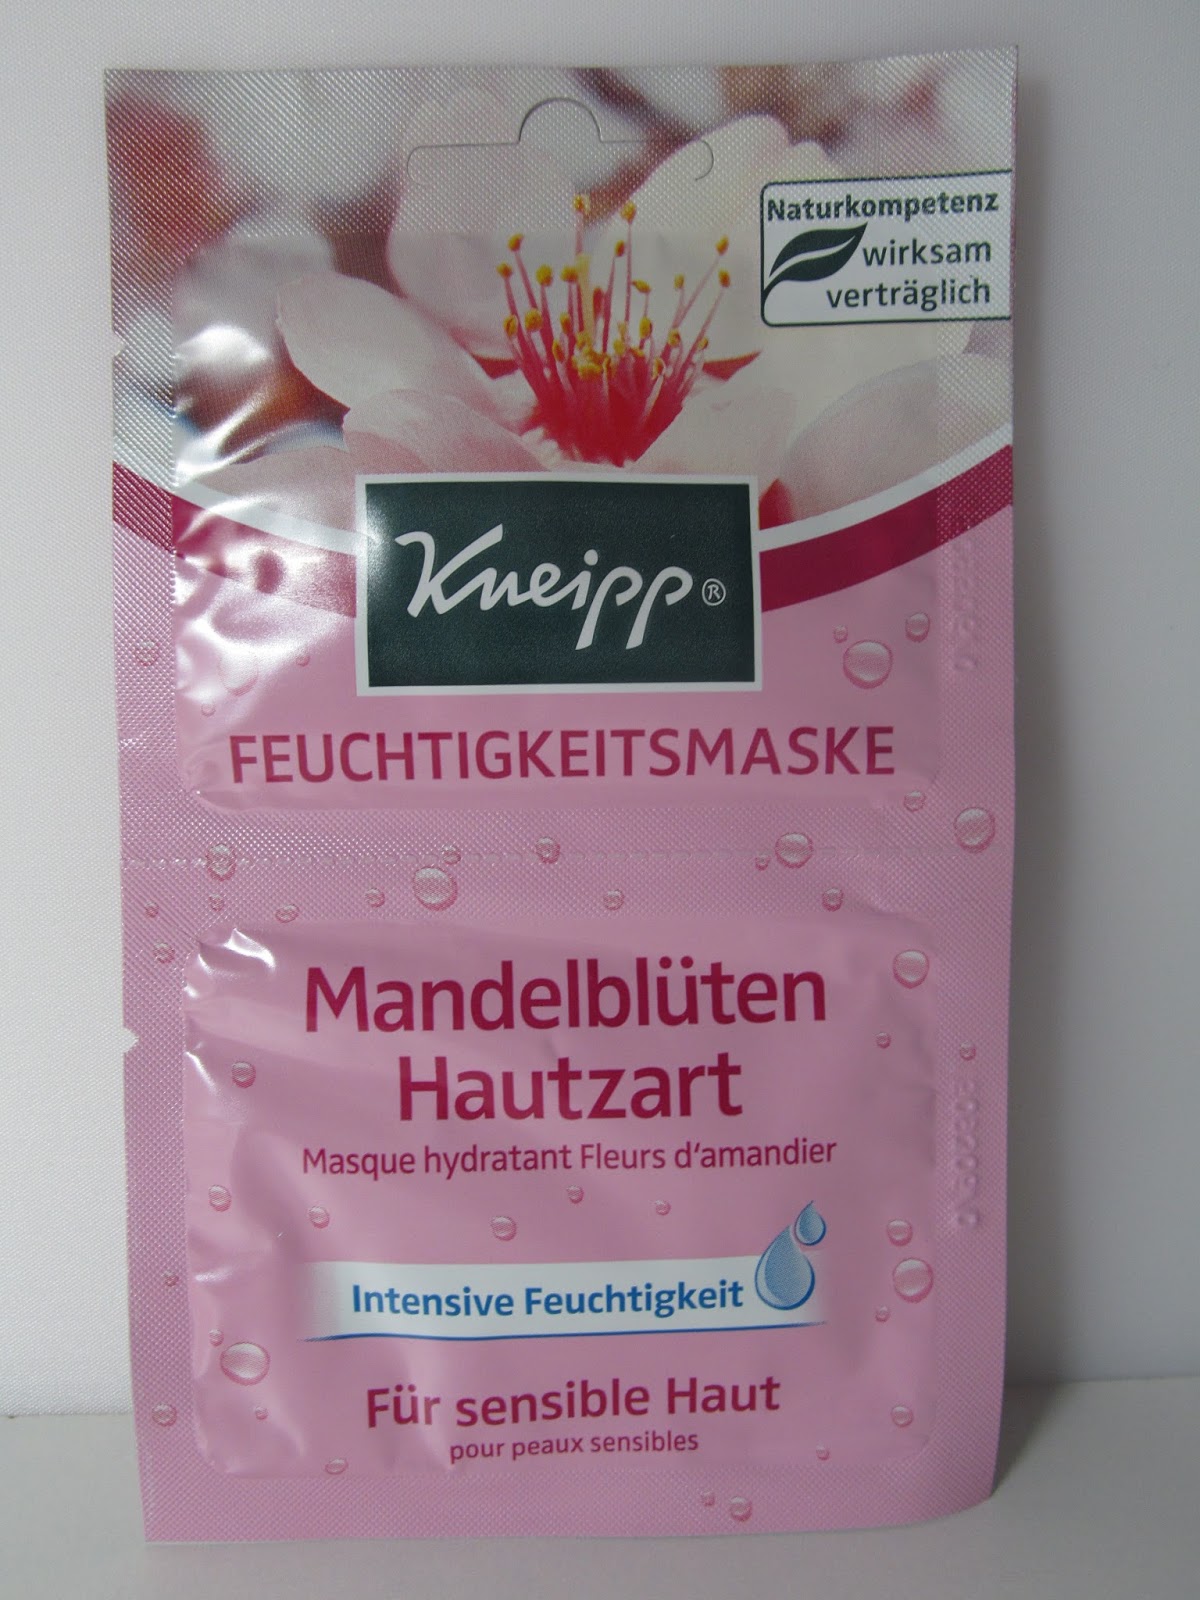 Naturkompetenz
wirksam
verträglich
Kneipp®
FEUCHTIGKEITSMASKE
Mandelblüten
Hautzart
Masque hydratant Fleurs d'amandier
Intensive Feuchtigkeit
Für sensible Haut
pour peaux sensibles